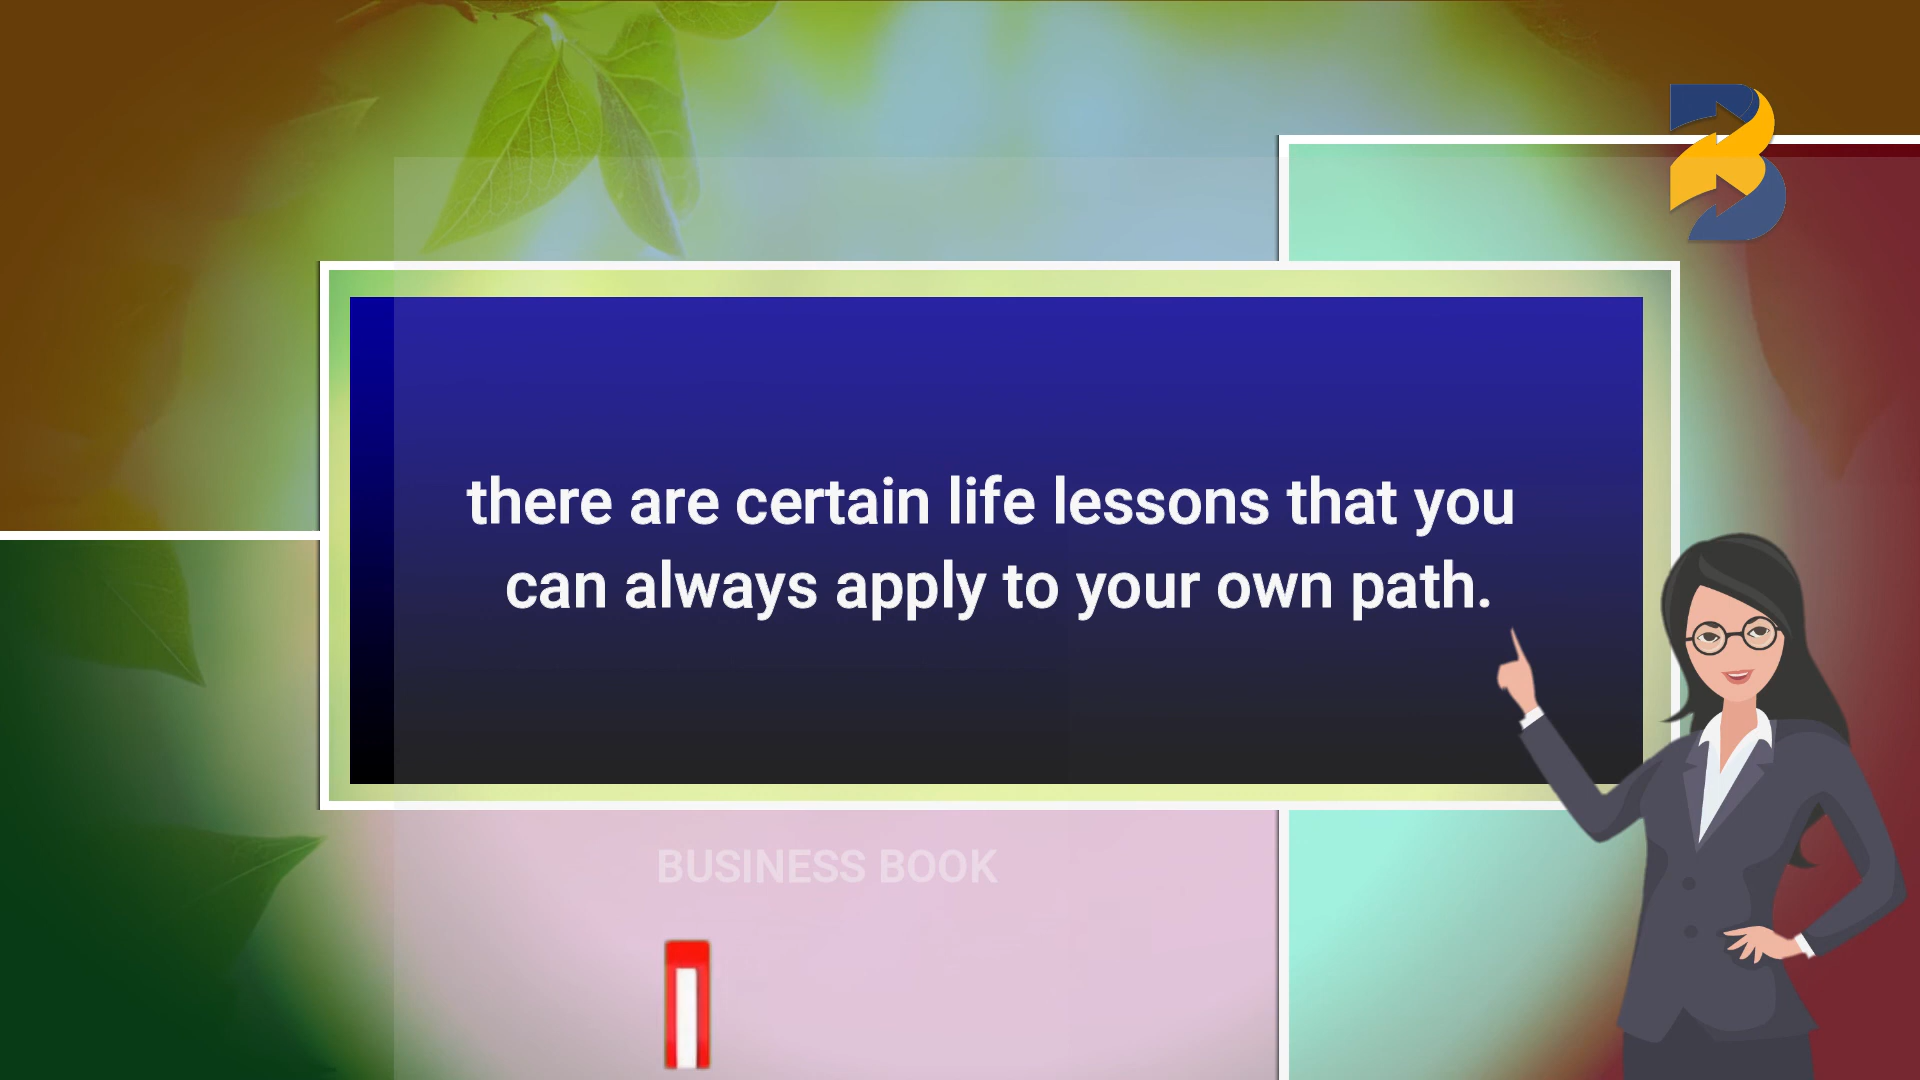 there are certain life lessons that you
can always apply to your own path.
BUSINESS BOOK